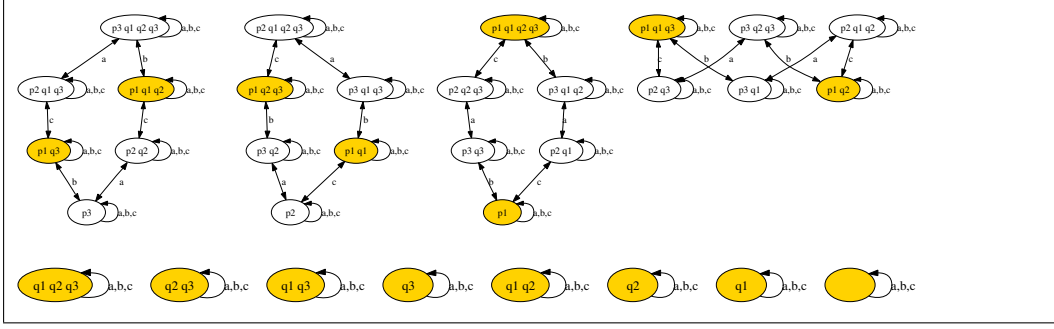 p3 q1 q2 q3 a,b,c p2 q1 q2 q3 a,b,c p1 q1 q2 q3 a,b,c p1 q1 q3 a,b,c p3 q2 q3 a,b,c p2 q1 q2 a,b,c
a b c a c b c b a a b c
p2 q1 q3 a,b,c p1 q1 q2 a,b,c p1 q2 q3 a,b,c p3 q1 q3 a,b,c p2 q2 q3 a,b,c p3 q1 q2 a,b,c p2 q3 a,b,c p3 q1 a,b,c p1 q2 a,b,c
c c b b a a
p1 q3 a,b,c p2 q2 a,b,c p3 q2 a,b,c p1 q1 a,b,c p3 q3 a,b,c p2 q1 a,b,c
b a a c b c
p3 a,b,c p2 a,b,c p1 a,b,c
q1 q2 q3 a,b,c q2 q3 a,b,c q1 q3 a,b,c q3 a,b,c q1 q2 a,b,c q2 a,b,c q1 a,b,c a,b,c